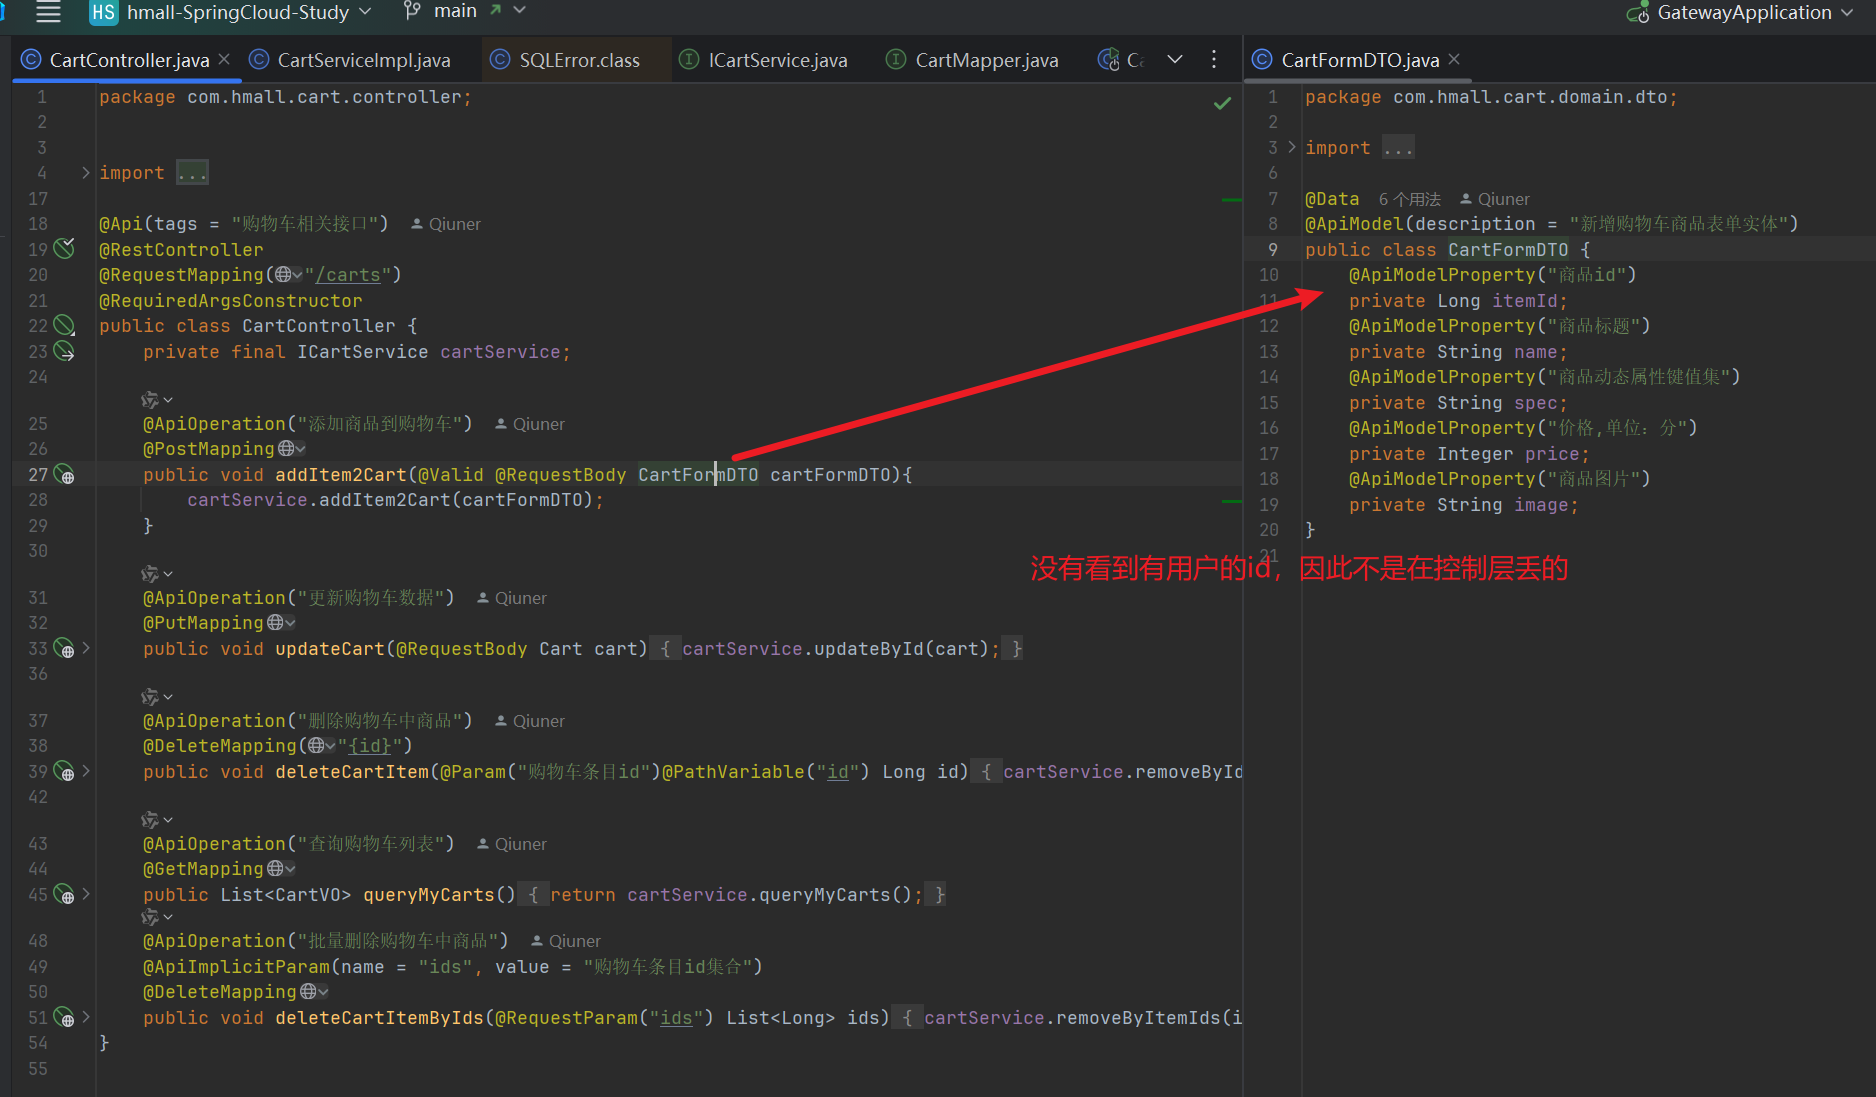 HS hmall-SpringCloud-Study main GatewayApplication
CartController.java CartServiceImpl.java SQLError.class ICartService.java CartMapper.java
1 package com.hmall.cart.controller;
2
3
4 import ...
17
18 @Api(tags = "购物车相关接口") Qiuner
19 @RestController
20 @RequestMapping("/carts")
21 @RequiredArgsConstructor
22 public class CartController {
23 private final ICartService cartService;
24
25 @ApiOperation("添加商品到购物车") Qiuner
26 @PostMapping
27 public void addItem2Cart(@Valid @RequestBody CartFormDTO cartFormDTO){
28 cartService.addItem2Cart(cartFormDTO);
29 }
30
31 @ApiOperation("更新购物车数据") Qiuner
32 @PutMapping
33 public void updateCart(@RequestBody Cart cart) { cartService.updateById(cart); }
36
37 @ApiOperation("删除购物车中商品") Qiuner
38 @DeleteMapping("{id}")
39 public void deleteCartItem(@Param("购物车条目id")@PathVariable("id") Long id) { cartService.removeById
42
43 @ApiOperation("查询购物车列表") Qiuner
44 @GetMapping
45 public List<CartVO> queryMyCarts() { return cartService.queryMyCarts(); }
48 @ApiOperation("批量删除购物车中商品") Qiuner
49 @ApiImplicitParam(name = "ids", value = "购物车条目id集合")
50 @DeleteMapping
51 public void deleteCartItemByIds(@RequestParam("ids") List<Long> ids) { cartService.removeByItemIds(i
54 }
55
CartFormDTO.java
1 package com.hmall.cart.domain.dto;
2
3 import ...
6
7 @Data 6 个用法 Qiuner
8 @ApiModel(description = "新增购物车商品表单实体")
9 public class CartFormDTO {
10 @ApiModelProperty("商品id")
11 private Long itemId;
12 @ApiModelProperty("商品标题")
13 private String name;
14 @ApiModelProperty("商品动态属性键值集")
15 private String spec;
16 @ApiModelProperty("价格,单位：分")
17 private Integer price;
18 @ApiModelProperty("商品图片")
19 private String image;
20 }
21
没有看到有用户的id，因此不是在控制层丢的